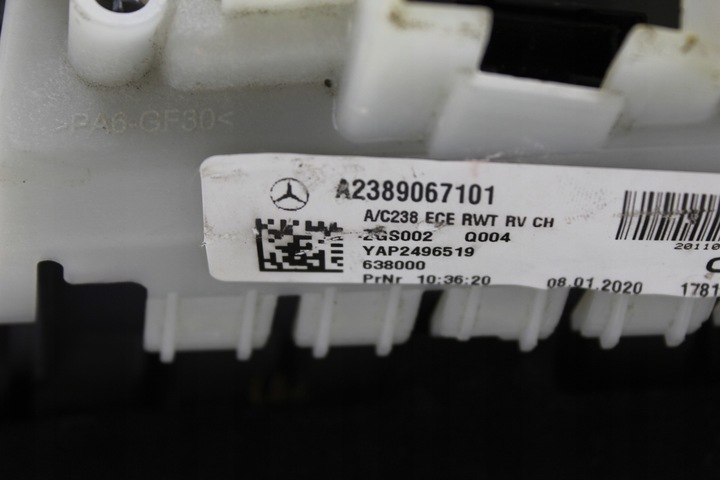 >PA6-GF30<
A2389067101
A/C238 ECE RWT RV CH
ZGS002 Q004
YAP2496519
638000
PrNr 10:36:20 08.01.2020 1781
20110